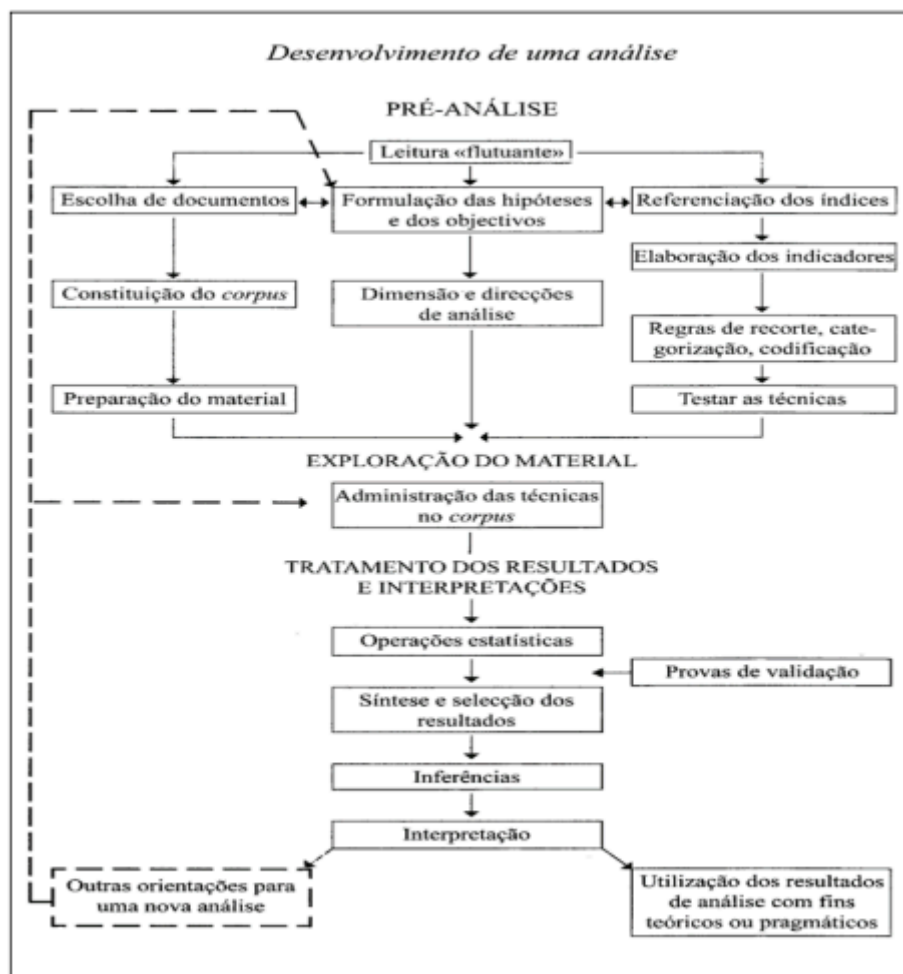 Desenvolvimento de uma análise
PRÉ-ANÁLISE
Leitura «flutuante»
Escolha de documentos
Formulação das hipóteses
e dos objectivos
Referenciação dos índices
Elaboração dos indicadores
Constituição do corpus
Dimensão e direcções
de análise
Regras de recorte, cate-
gorização, codificação
Preparação do material
Testar as técnicas
EXPLORAÇÃO DO MATERIAL
Administração das técnicas
no corpus
TRATAMENTO DOS RESULTADOS
E INTERPRETAÇÕES
Operações estatísticas
Provas de validação
Síntese e selecção dos
resultados
Inferências
Interpretação
Outras orientações para
uma nova análise
Utilização dos resultados
de análise com fins
teóricos ou pragmáticos